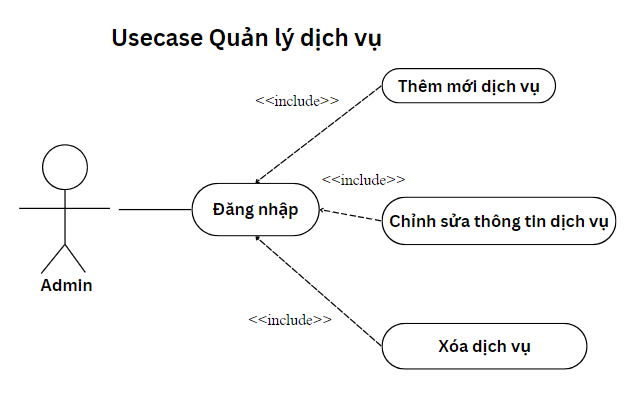 Usecase Quản lý dịch vụ
Thêm mới dịch vụ
<<include>>
<<include>>
Đăng nhập
Chỉnh sửa thông tin dịch vụ
Admin
<<include>>
Xóa dịch vụ